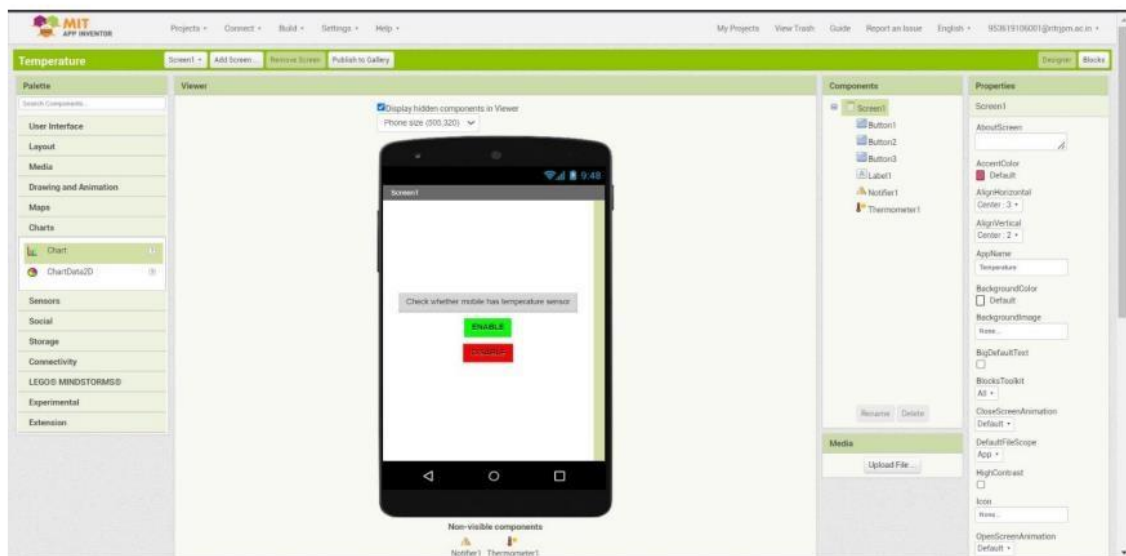 MIT
APP INVENTOR
Projects Connect Build Settings Help
My Projects View Trash Guide Report an Issue English
Temperature
Screen1 Add Screen... Remove Screen Publish to Gallery
Designer Blocks
Palette
Search Components...
User Interface
Layout
Media
Drawing and Animation
Maps
Charts
Chart
ChartData2D
Sensors
Social
Storage
Connectivity
LEGO® MINDSTORMS®
Experimental
Extension
Viewer
Display hidden components in Viewer
Phone size (505,320)
9:48
Screen1
Check whether mobile has temperature sensor
ENABLE
DISABLE
Non-visible components
Notifier1 Thermometer1
Components
Screen1
Button1
Button2
Button3
Label1
Notifier1
Thermometer1
Rename Delete
Media
Upload File ...
Properties
Screen1
AboutScreen
AccentColor
Default
AlignHorizontal
Center : 3
AlignVertical
Center : 2
AppName
Temperature
BackgroundColor
Default
BackgroundImage
None...
BigDefaultText
BlocksToolkit
All
CloseScreenAnimation
Default
DefaultFileScope
App
HighContrast
Icon
None...
OpenScreenAnimation
Default